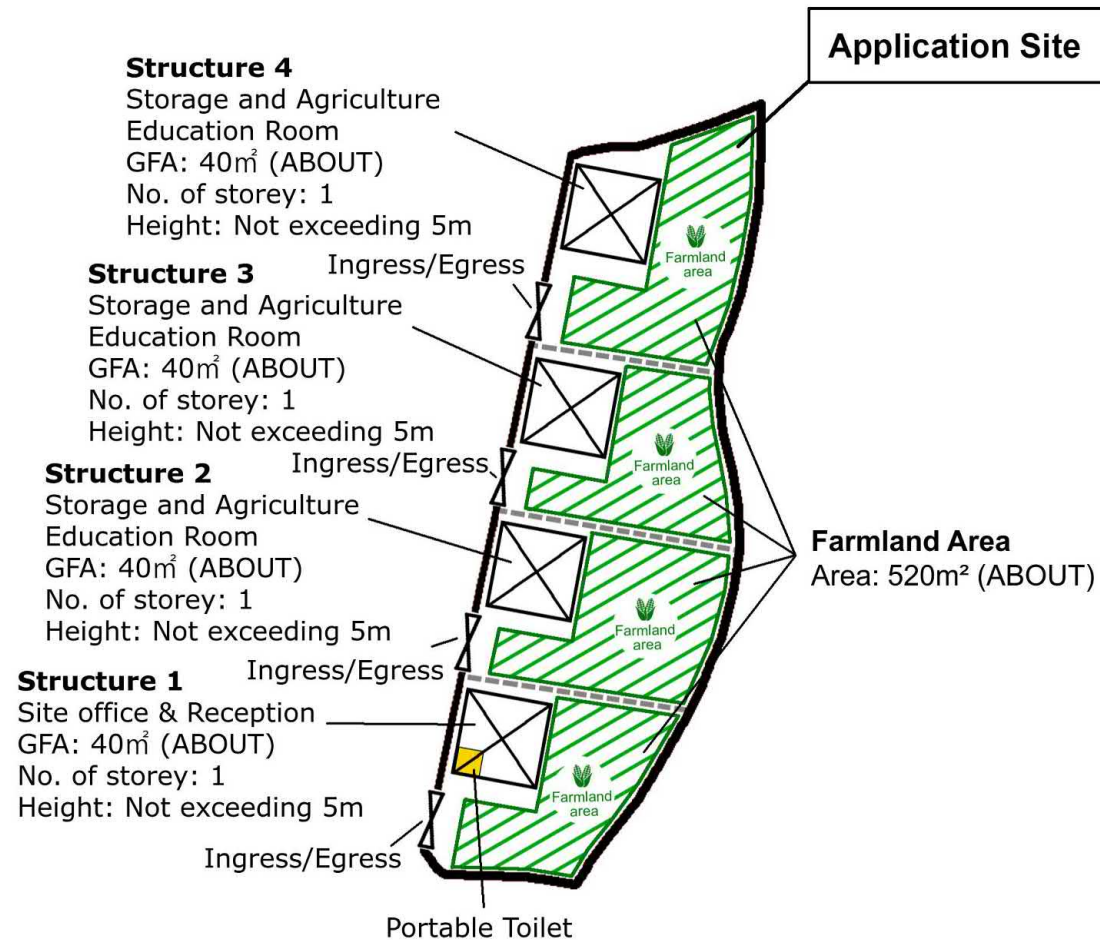 Application Site
Structure 4
Storage and Agriculture
Education Room
GFA: 40㎡ (ABOUT)
No. of storey: 1
Height: Not exceeding 5m
Ingress/Egress
Farmland
area
Structure 3
Storage and Agriculture
Education Room
GFA: 40㎡ (ABOUT)
No. of storey: 1
Height: Not exceeding 5m
Ingress/Egress
Farmland
area
Structure 2
Storage and Agriculture
Education Room
GFA: 40㎡ (ABOUT)
No. of storey: 1
Height: Not exceeding 5m
Ingress/Egress
Farmland
area
Farmland Area
Area: 520m² (ABOUT)
Structure 1
Site office & Reception
GFA: 40㎡ (ABOUT)
No. of storey: 1
Height: Not exceeding 5m
Ingress/Egress
Farmland
area
Portable Toilet